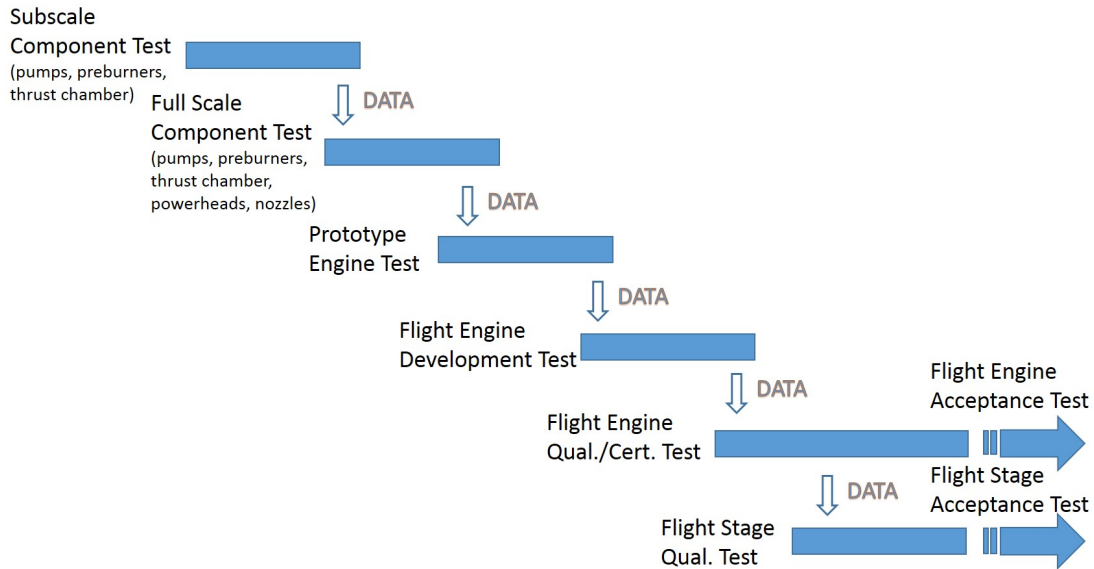 Subscale
Component Test
(pumps, preburners,
thrust chamber)
DATA
Full Scale
Component Test
(pumps, preburners,
thrust chamber,
powerheads, nozzles)
DATA
Prototype
Engine Test
DATA
Flight Engine
Development Test
DATA
Flight Engine
Acceptance Test
Flight Engine
Qual./Cert. Test
DATA
Flight Stage
Acceptance Test
Flight Stage
Qual. Test